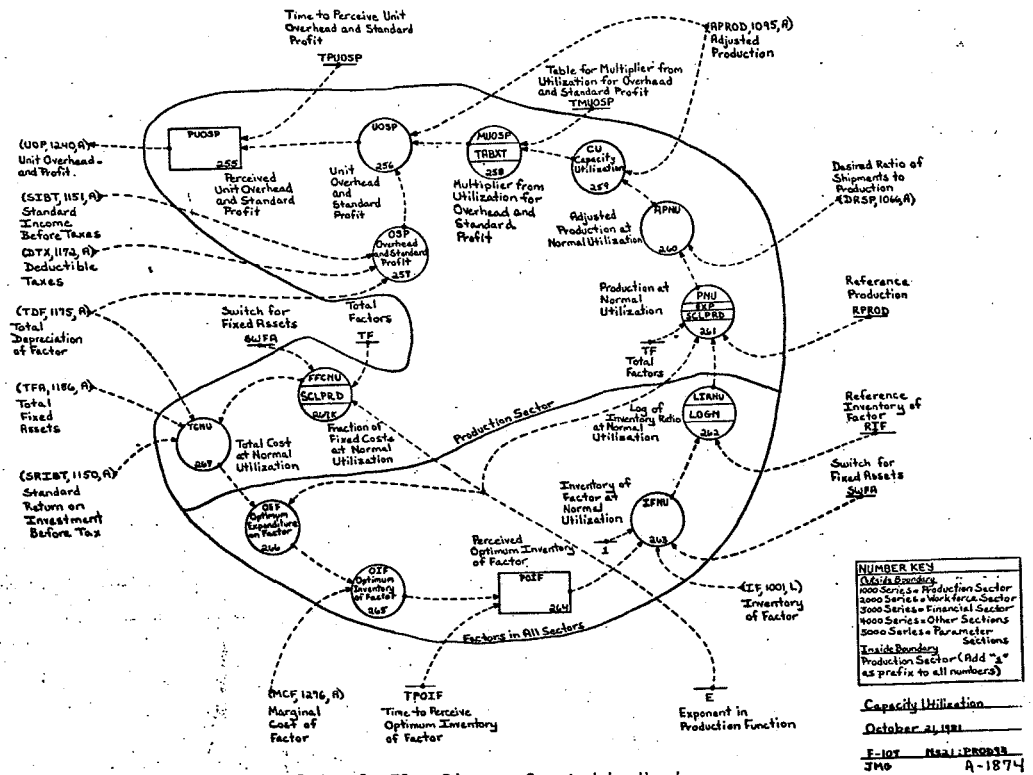 Time to Perceive Unit
Overhead and Standard
Profit
TPUOSP
(APROD,1095,A)
Adjusted
Production
Table for Multiplier from
Utilization for Overhead
and Standard Profit
TMUOSP
PUOSP
255
Perceived
Unit Overhead
and Standard
Profit
UOSP
256
Unit
Overhead
and
Standard
Profit
MUOSP
TABXT
258
Multiplier from
Utilization for
Overhead and
Standard
Profit
CU
Capacity
Utilization
259
(UOP,1240,A)
Unit Overhead
and Profit
(SIBT,1151,A)
Standard
Income
Before Taxes
(DTX,1172,A)
Deductible
Taxes
OSP
Overhead
and Standard
Profit
257
Adjusted
Production at
Normal Utilization
APNU
260
Desired Ratio of
Shipments to
Production
(DRSP,1066,A)
Production at
Normal
Utilization
PNU
EXP
SCLPRD
261
TF
Total
Factors
Reference
Production
RPROD
(TDF,1175,A)
Total
Depreciation
of Factor
Switch for
Fixed Assets
SWFA
Total
Factors
TF
FFCNU
SCLPRD
267K
Fraction of
Fixed Costs
at Normal
Utilization
(TFA,1186,A)
Total
Fixed
Assets
TCNU
267
Total Cost
at Normal
Utilization
Production Sector
Log of
Inventory Ratio
at Normal
Utilization
LIRNU
LOGN
262
Reference
Inventory of
Factor
RIF
(SRIBT,1150,A)
Standard
Return on
Investment
Before Tax
OEF
Optimum
Expenditure
on Factor
266
Inventory of
Factor at
Normal
Utilization
1
IFNU
263
Switch for
Fixed Assets
SWFA
OIF
Optimum
Inventory
of Factor
265
Perceived
Optimum Inventory
of Factor
POIF
264
(IF,1001,L)
Inventory
of Factor
Factors in All Sectors
(MCF,1276,A)
Marginal
Cost of
Factor
TPOIF
Time to Perceive
Optimum Inventory
of Factor
E
Exponent in
Production Function
NUMBER KEY
Outside Boundary
1000 Series = Production Sector
2000 Series = Workforce Sector
3000 Series = Financial Sector
4000 Series = Other Sections
5000 Series = Parameter
Sections
Inside Boundary
Production Sector (Add "1"
as prefix to all numbers)
Capacity Utilization
October 21, 1981
F-107
JMG A-1874